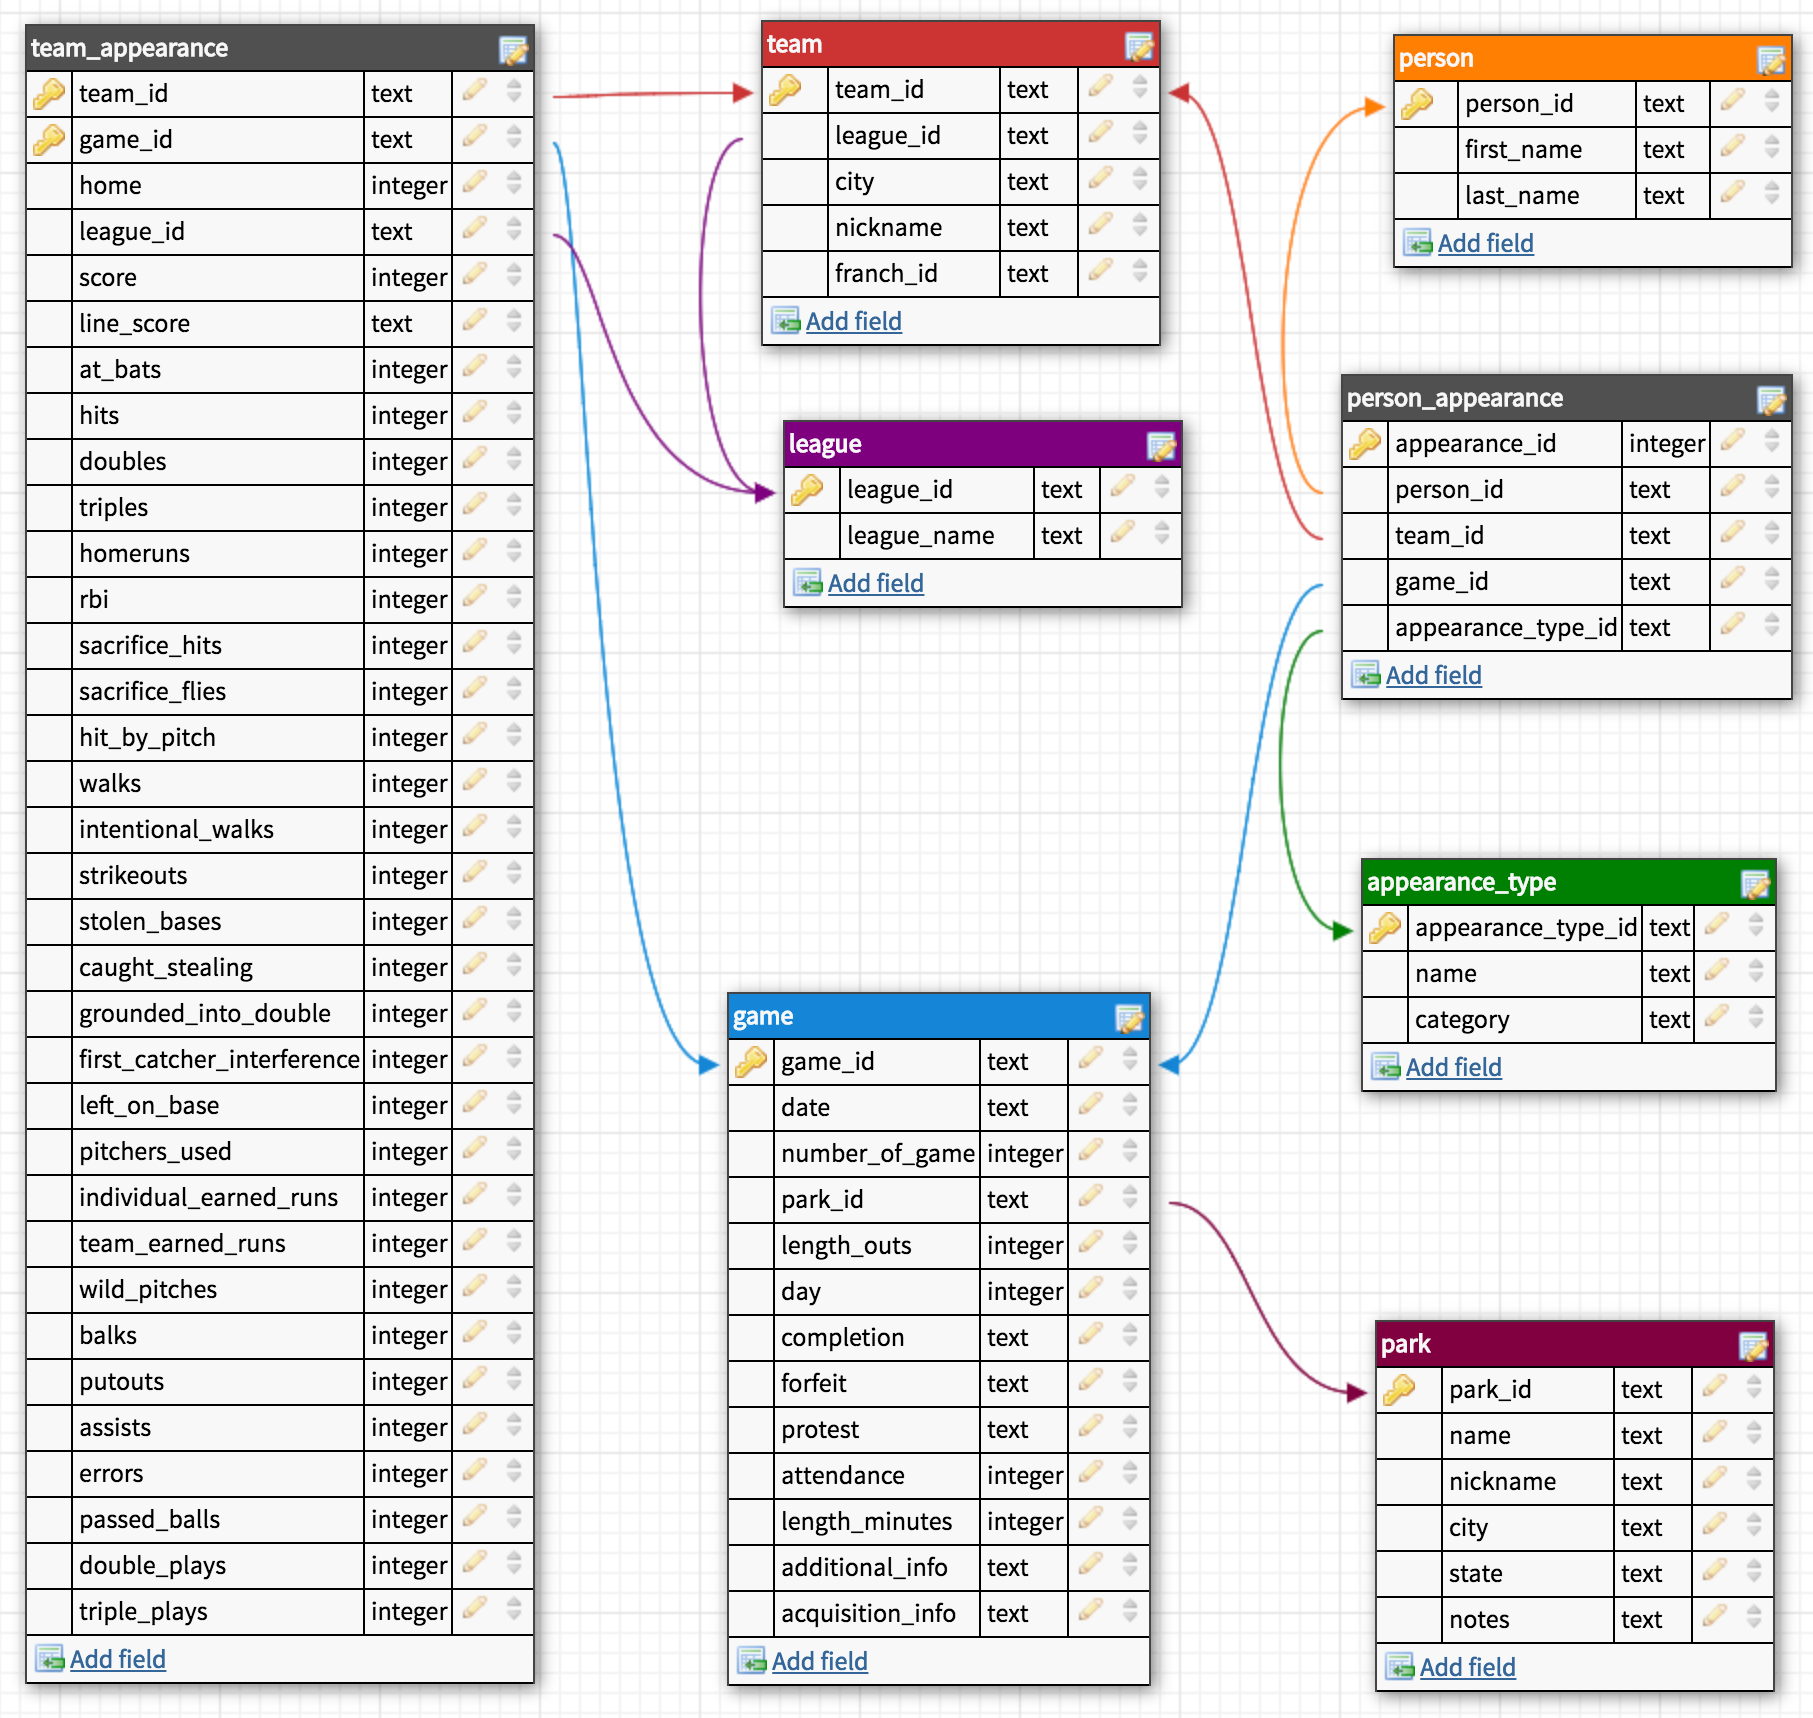 team_appearance
team_id text
game_id text
home integer
league_id text
score integer
line_score text
at_bats integer
hits integer
doubles integer
triples integer
homeruns integer
rbi integer
sacrifice_hits integer
sacrifice_flies integer
hit_by_pitch integer
walks integer
intentional_walks integer
strikeouts integer
stolen_bases integer
caught_stealing integer
grounded_into_double integer
first_catcher_interference integer
left_on_base integer
pitchers_used integer
individual_earned_runs integer
team_earned_runs integer
wild_pitches integer
balks integer
putouts integer
assists integer
errors integer
passed_balls integer
double_plays integer
triple_plays integer
Add field
team
team_id text
league_id text
city text
nickname text
franch_id text
Add field
league
league_id text
league_name text
Add field
game
game_id text
date text
number_of_game integer
park_id text
length_outs integer
day integer
completion text
forfeit text
protest text
attendance integer
length_minutes integer
additional_info text
acquisition_info text
Add field
person
person_id text
first_name text
last_name text
Add field
person_appearance
appearance_id integer
person_id text
team_id text
game_id text
appearance_type_id text
Add field
appearance_type
appearance_type_id text
name text
category text
Add field
park
park_id text
name text
nickname text
city text
state text
notes text
Add field